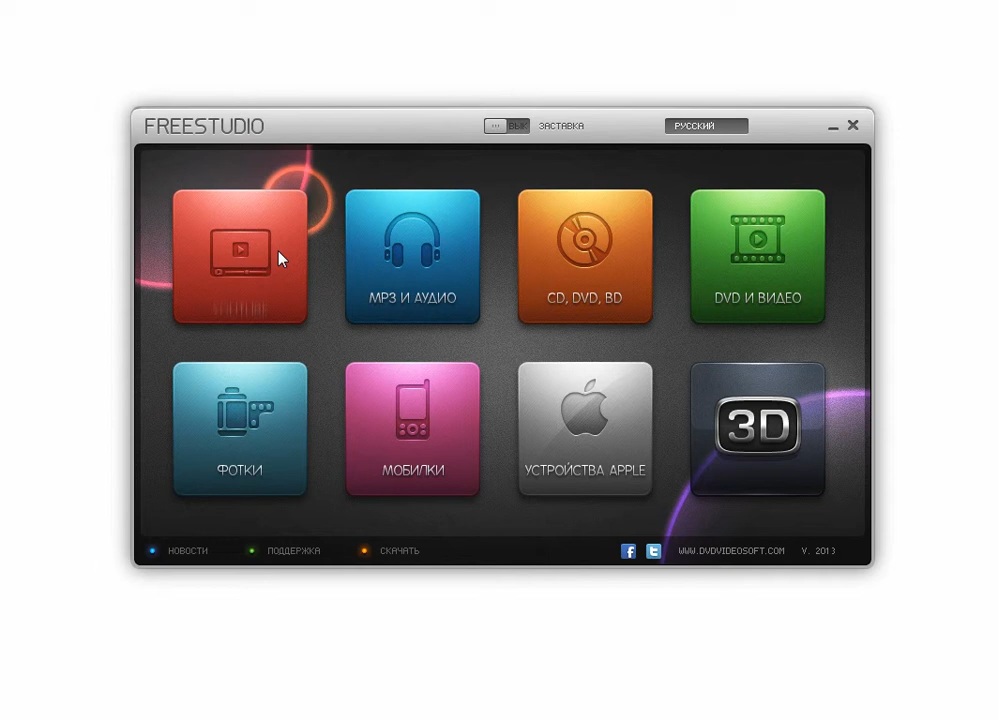 FREESTUDIO
ВЫК ЗАСТАВКА
РУССКИЙ
MP3 И АУДИО
CD, DVD, BD
DVD И ВИДЕО
ФОТКИ
МОБИЛКИ
УСТРОЙСТВА APPLE
3D
НОВОСТИ
ПОДДЕРЖКА
СКАЧАТЬ
WWW.DVDVIDEOSOFT.COM
V. 2013